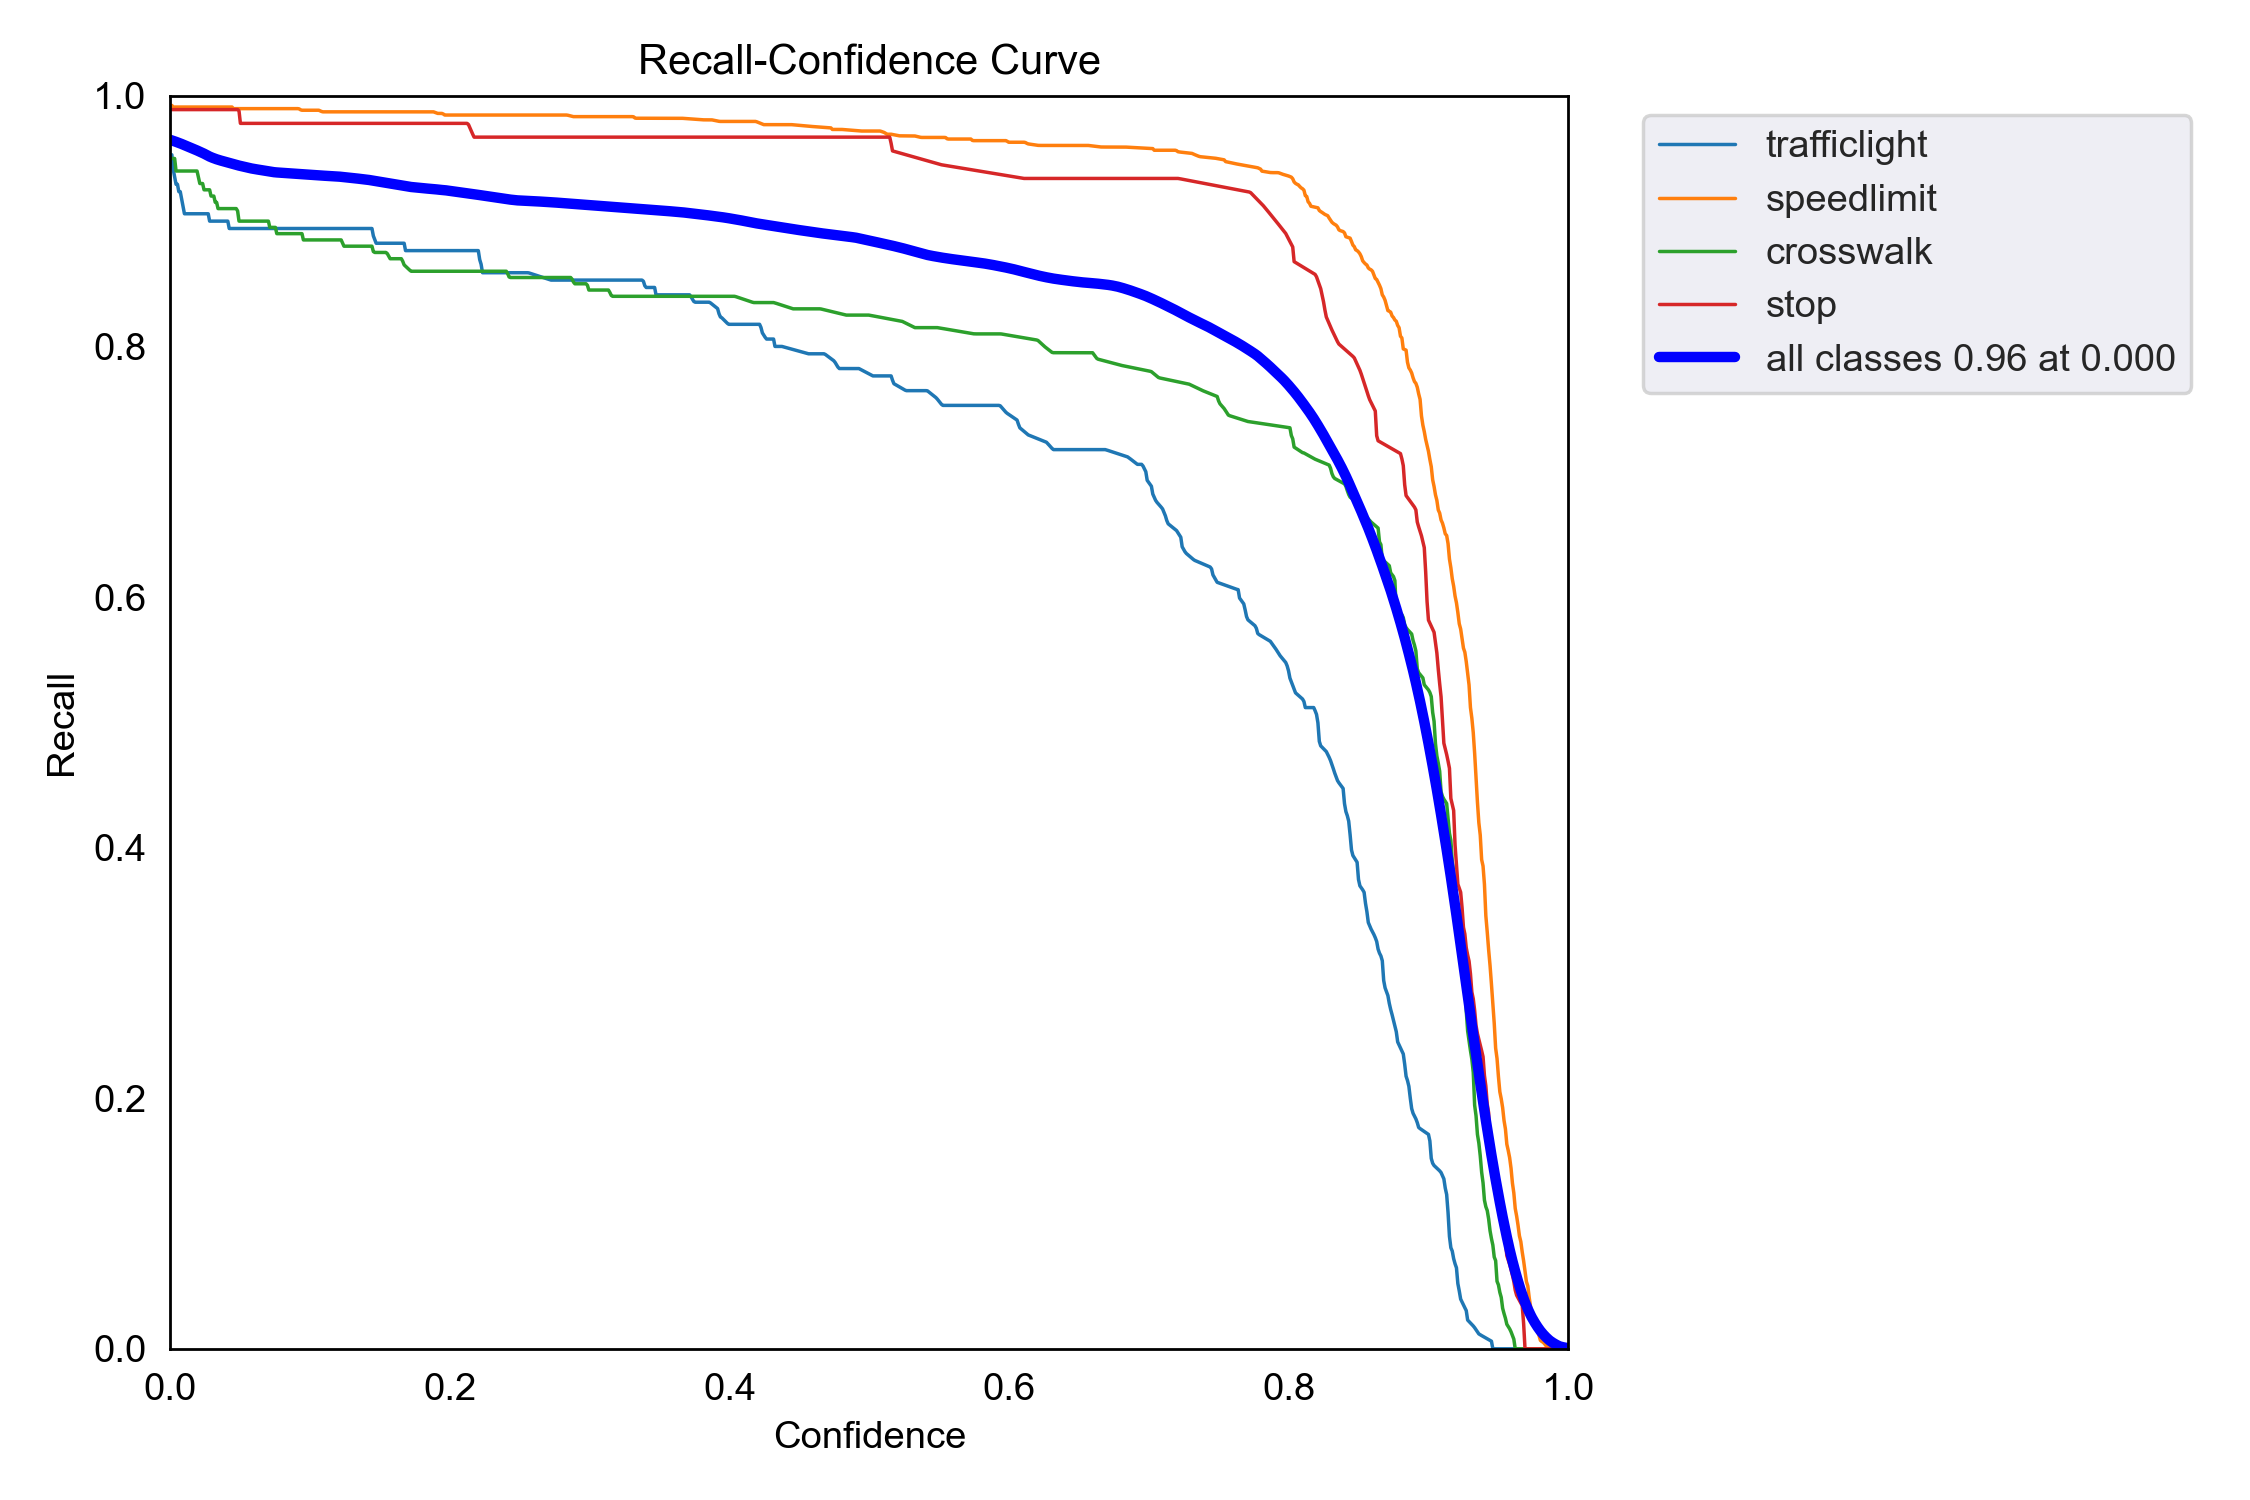 Recall-Confidence Curve
1.0
0.8
0.6
0.4
0.2
0.0
Recall
0.0 0.2 0.4 0.6 0.8 1.0
Confidence
trafficlight
speedlimit
crosswalk
stop
all classes 0.96 at 0.000